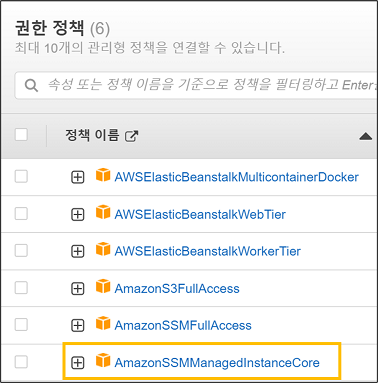 권한 정책 (6)
최대 10개의 관리형 정책을 연결할 수 있습니다.
속성 또는 정책 이름을 기준으로 정책을 필터링하고 Enter
정책 이름
AWSElasticBeanstalkMulticontainerDocker
AWSElasticBeanstalkWebTier
AWSElasticBeanstalkWorkerTier
AmazonS3FullAccess
AmazonSSMFullAccess
AmazonSSMManagedInstanceCore